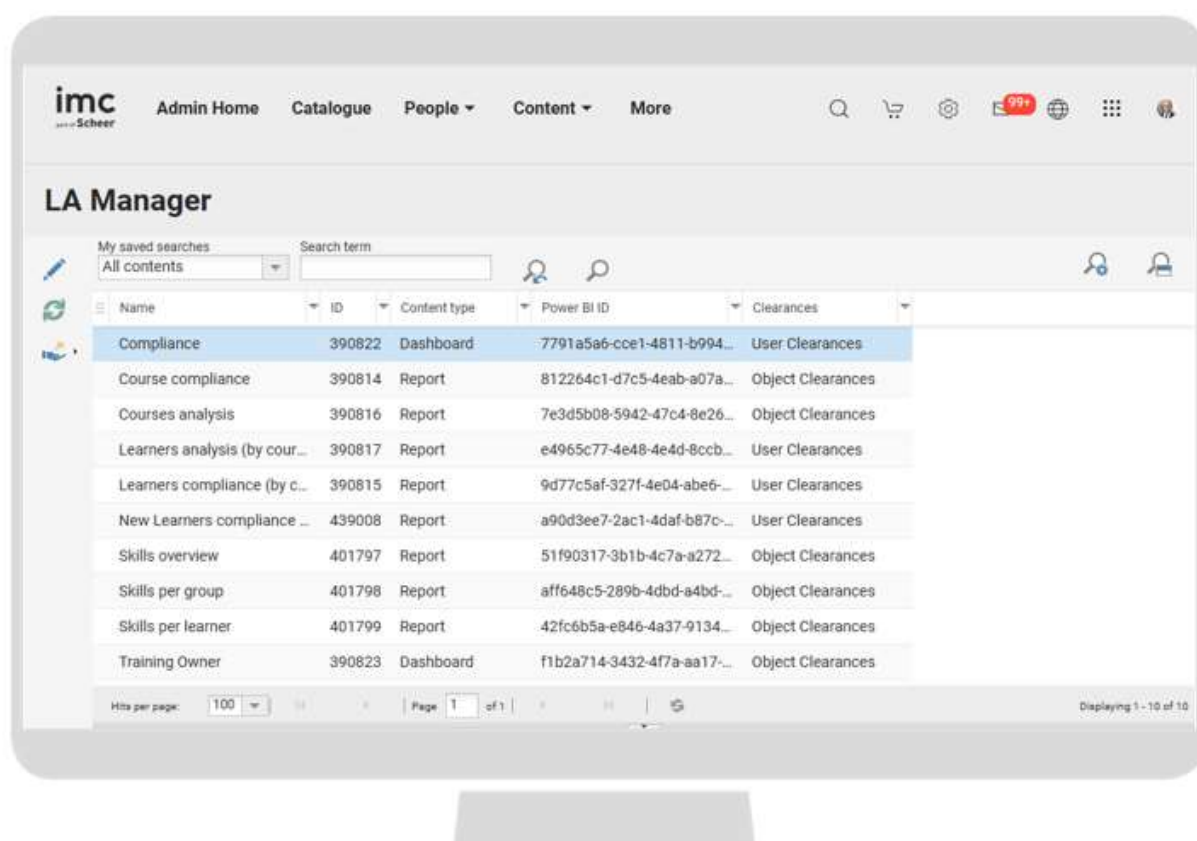 imc
part of Scheer
Admin Home Catalogue People Content More
99+
LA Manager
My saved searches Search term
All contents
Name ID Content type Power BI ID Clearances
Compliance 390822 Dashboard 7791a5a6-cce1-4811-b994... User Clearances
Course compliance 390814 Report 812264c1-d7c5-4eab-a07a... Object Clearances
Courses analysis 390816 Report 7e3d5b08-5942-47c4-8e26... Object Clearances
Learners analysis (by cour... 390817 Report e4965c77-4e48-4e4d-8ccb... User Clearances
Learners compliance (by c... 390815 Report 9d77c5af-327f-4e04-abe6-... User Clearances
New Learners compliance ... 439008 Report a90d3ee7-2ac1-4daf-b87c-... User Clearances
Skills overview 401797 Report 51f90317-3b1b-4c7a-a272... Object Clearances
Skills per group 401798 Report aff648c5-289b-4dbd-a4bd-... Object Clearances
Skills per learner 401799 Report 42fc6b5a-e846-4a37-9134... Object Clearances
Training Owner 390823 Dashboard f1b2a714-3432-4f7a-aa17-... Object Clearances
Hits per page: 100 Page 1 of 1 Displaying 1 - 10 of 10